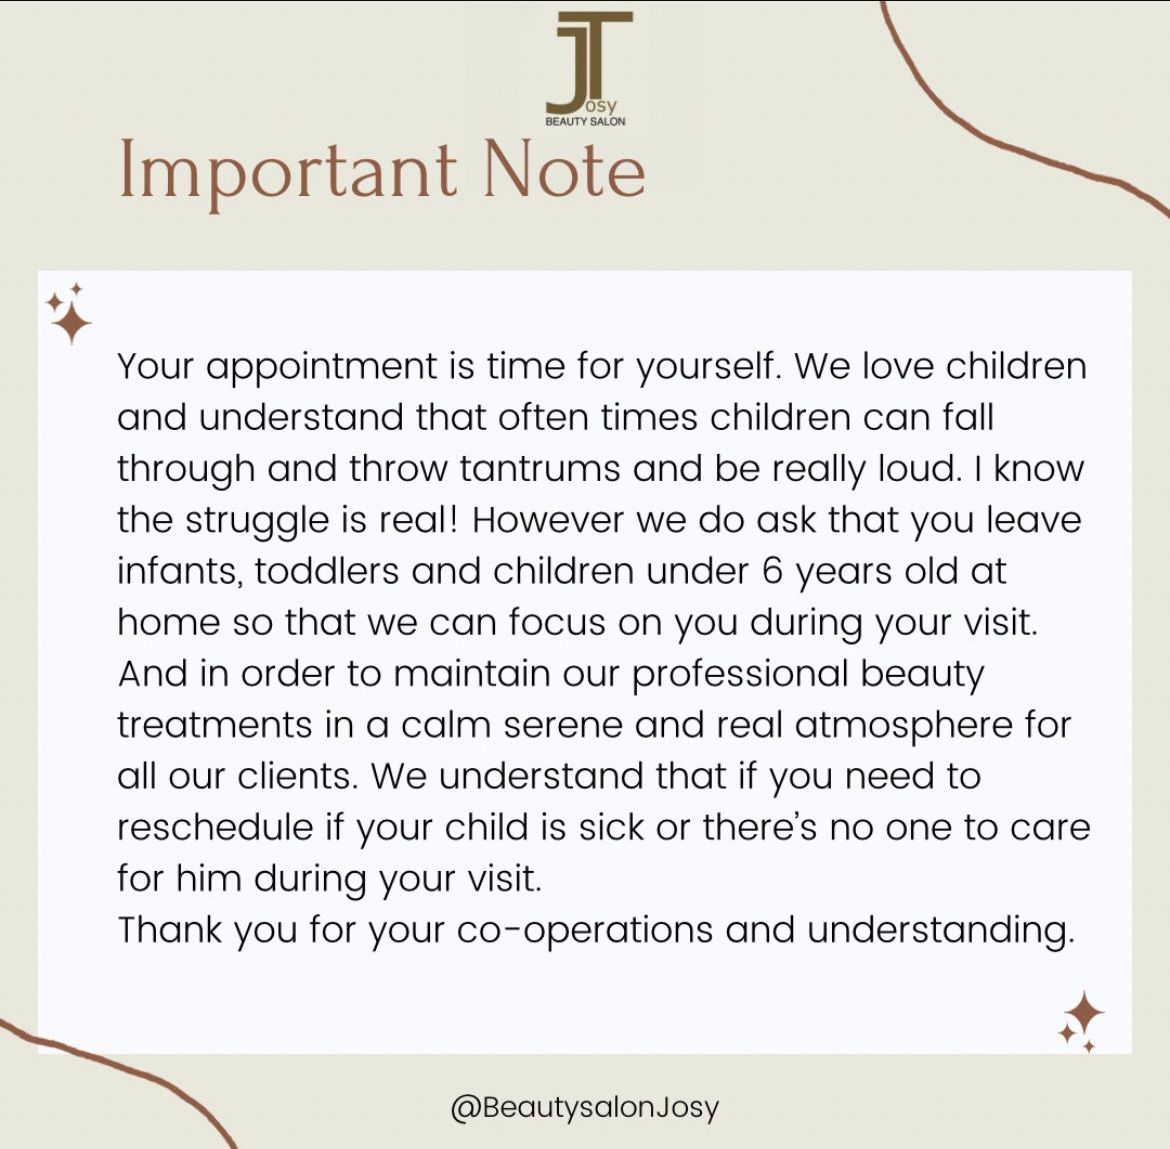 JT
osy
BEAUTY SALON
Important Note
Your appointment is time for yourself. We love children
and understand that often times children can fall
through and throw tantrums and be really loud. I know
the struggle is real! However we do ask that you leave
infants, toddlers and children under 6 years old at
home so that we can focus on you during your visit.
And in order to maintain our professional beauty
treatments in a calm serene and real atmosphere for
all our clients. We understand that if you need to
reschedule if your child is sick or there’s no one to care
for him during your visit.
Thank you for your co-operations and understanding.
@BeautysalonJosy